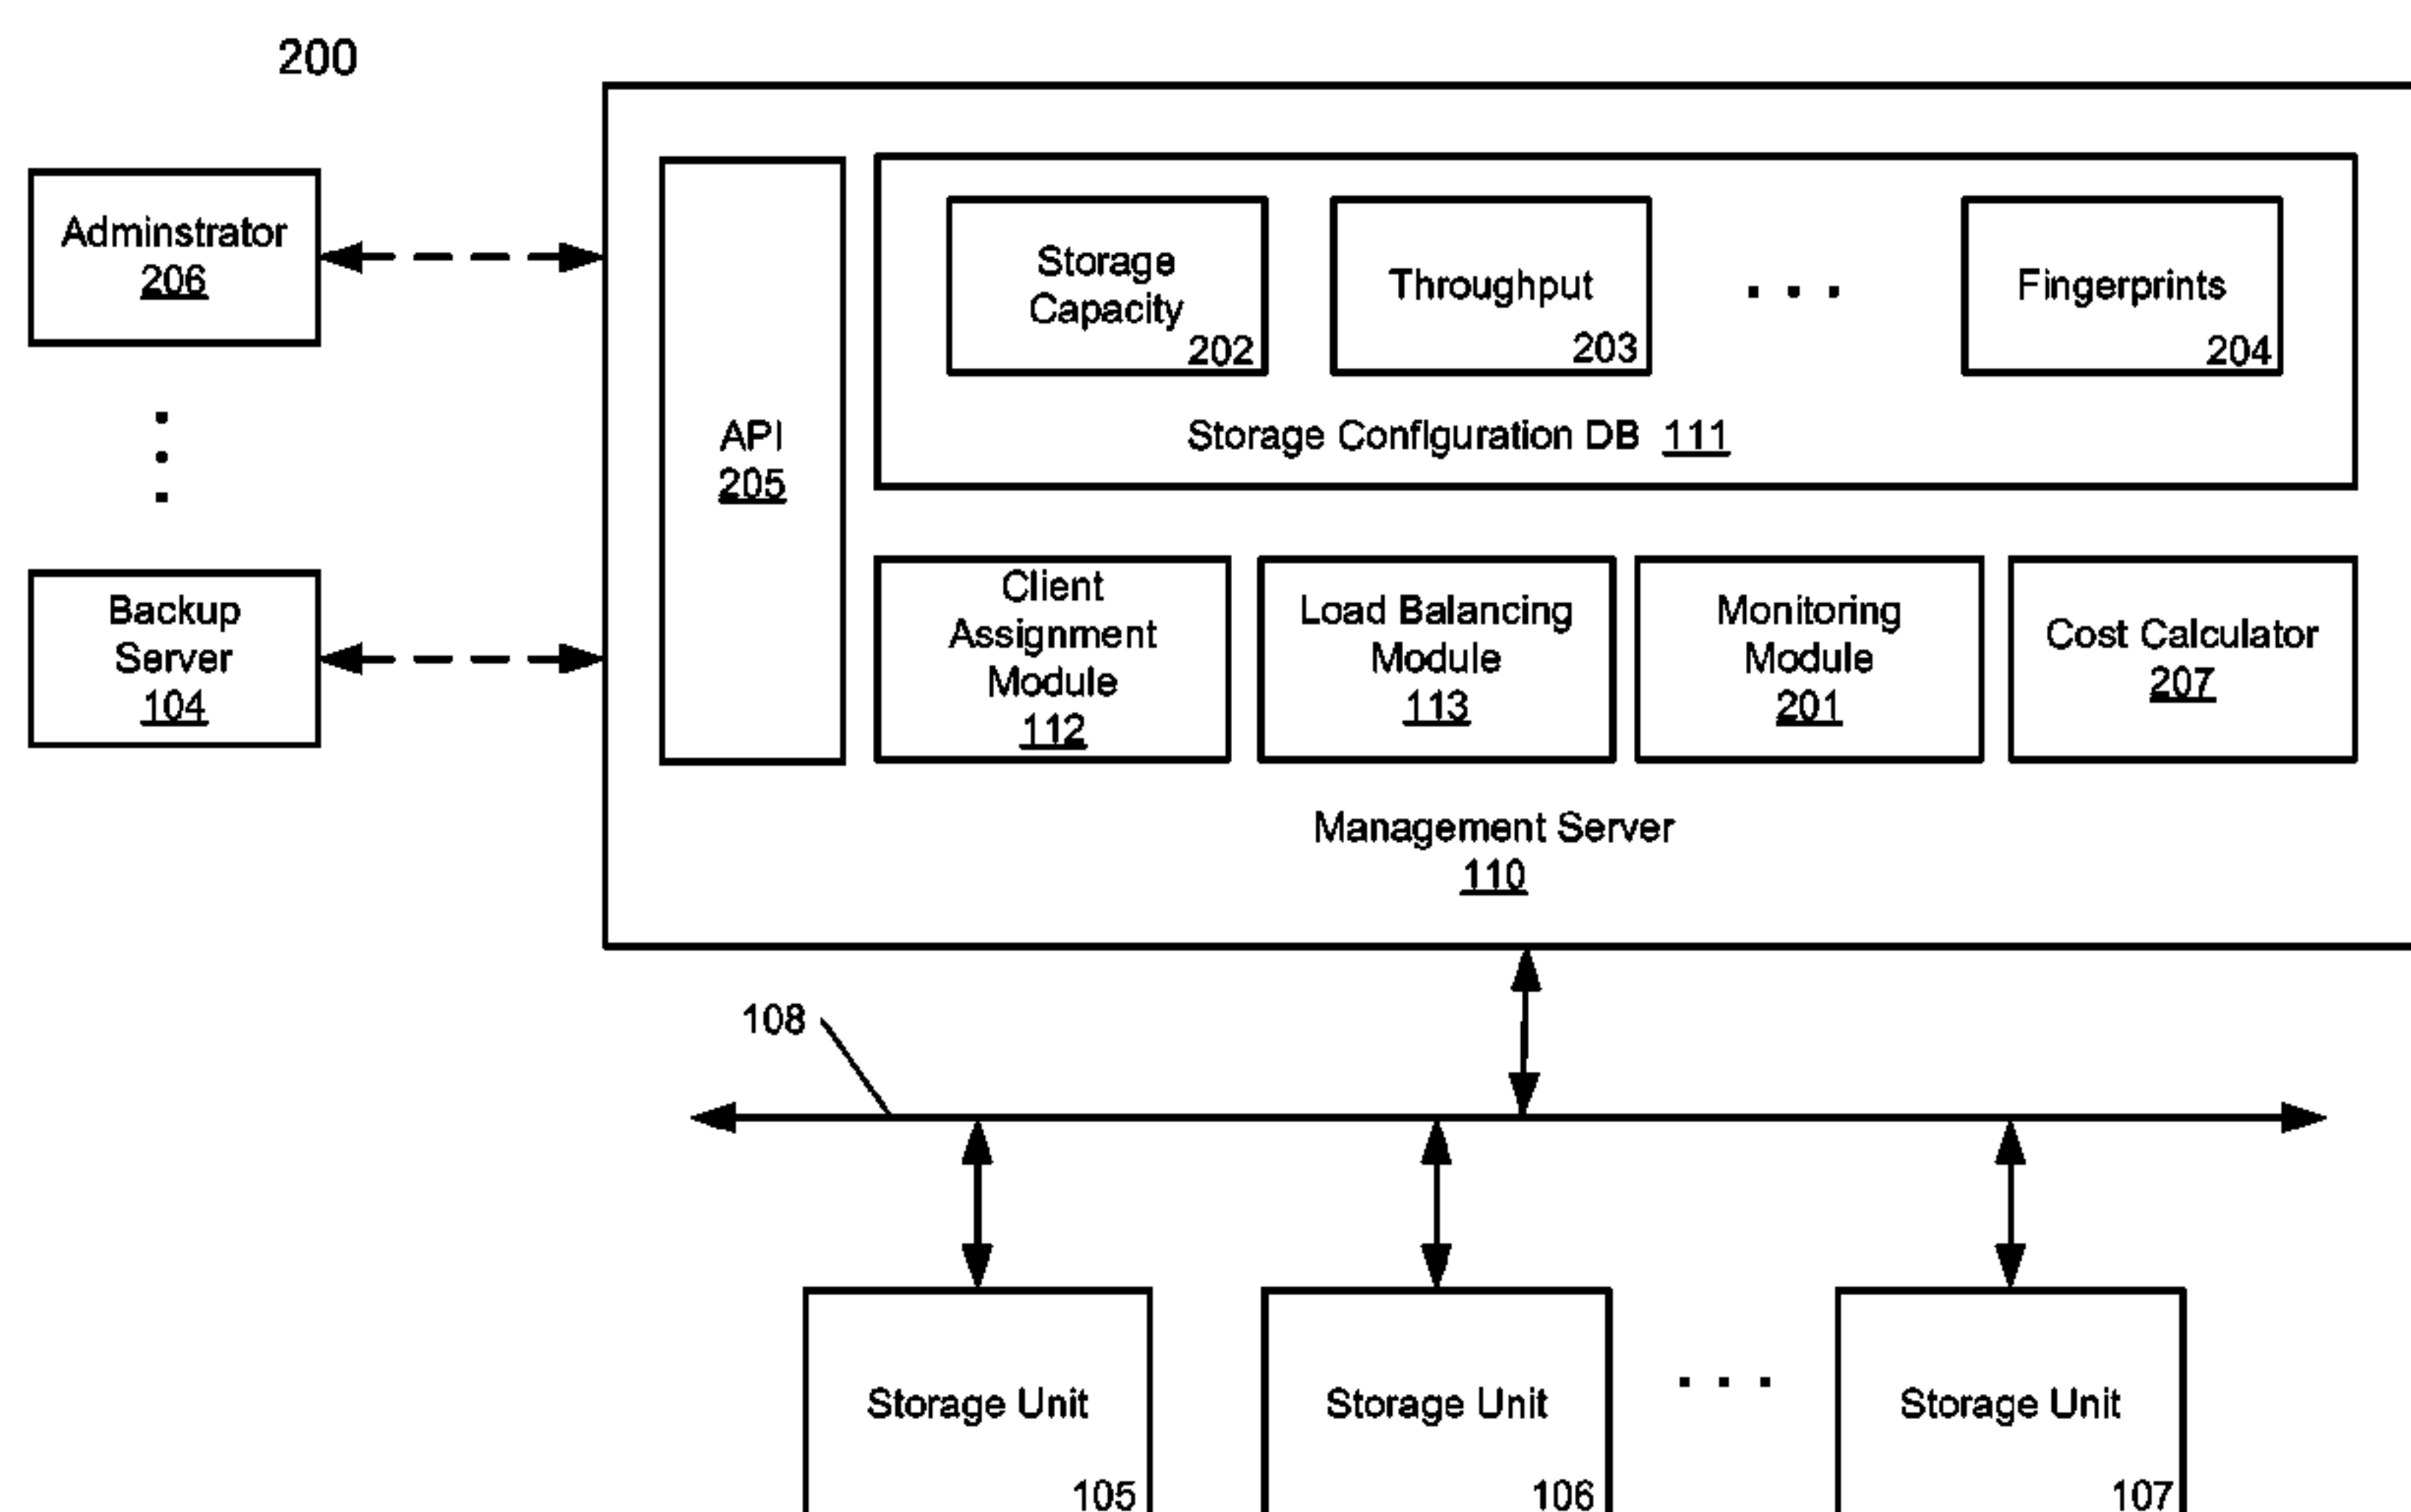 200
Adminstrator
206
Backup
Server
104
API
205
Storage
Capacity
202
Throughput
203
. . .
Fingerprints
204
Storage Configuration DB 111
Client
Assignment
Module
112
Load Balancing
Module
113
Monitoring
Module
201
Cost Calculator
207
Management Server
110
108
Storage Unit
105
Storage Unit
106
. . .
Storage Unit
107